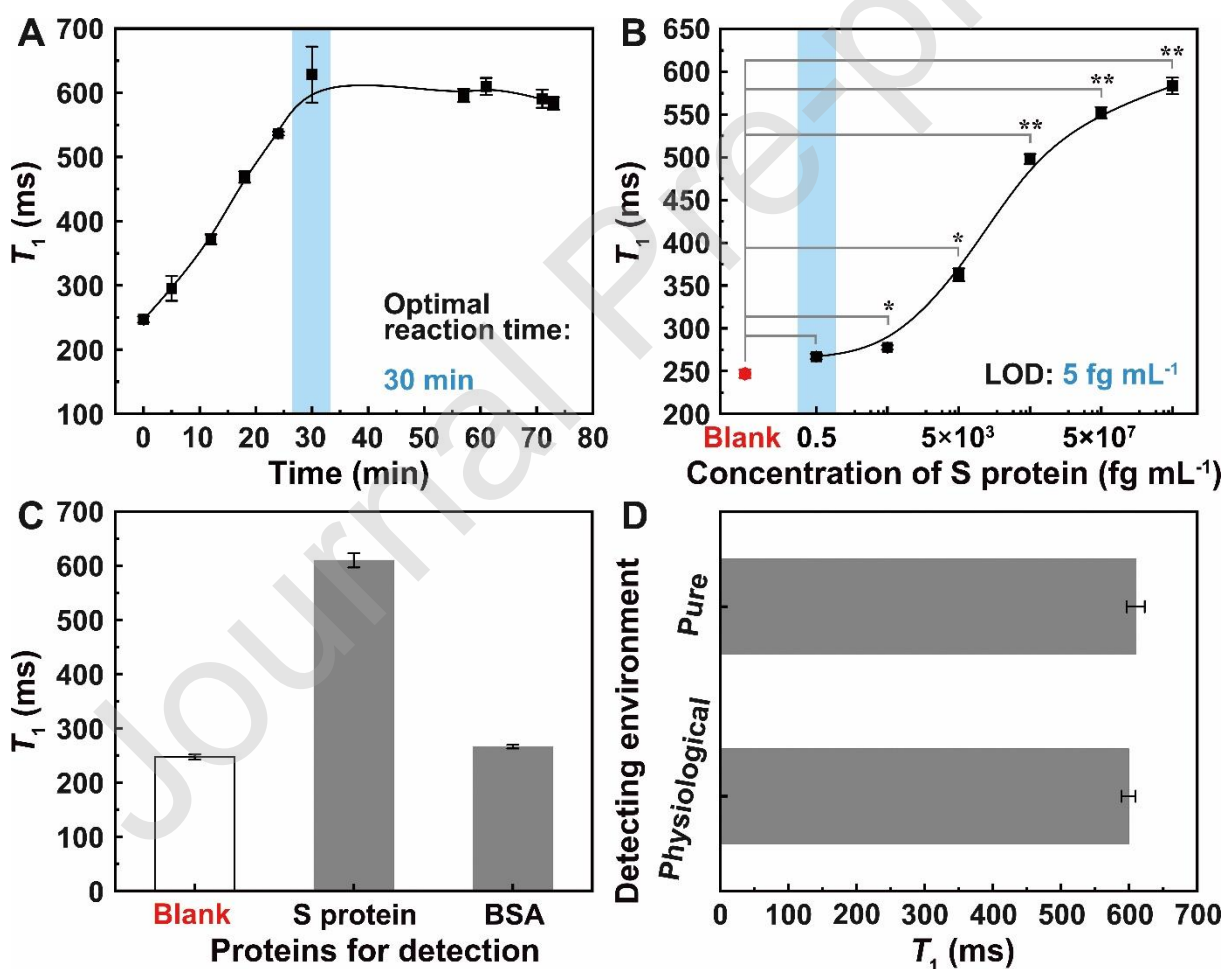 A
700
600
500
400
300
200
100
T1 (ms)
Optimal
reaction time:
30 min
0 10 20 30 40 50 60 70 80
Time (min)
B
650
600
550
500
450
400
350
300
250
200
T1 (ms)
* * ** ** **
LOD: 5 fg mL-1
Blank 0.5 5×10³ 5×10⁷
Concentration of S protein (fg mL-1)
C
700
600
500
400
300
200
100
0
T1 (ms)
Blank S protein BSA
Proteins for detection
D
Detecting environment
Pure
Physiological
0 100 200 300 400 500 600 700
T1 (ms)
Journal Pre-p